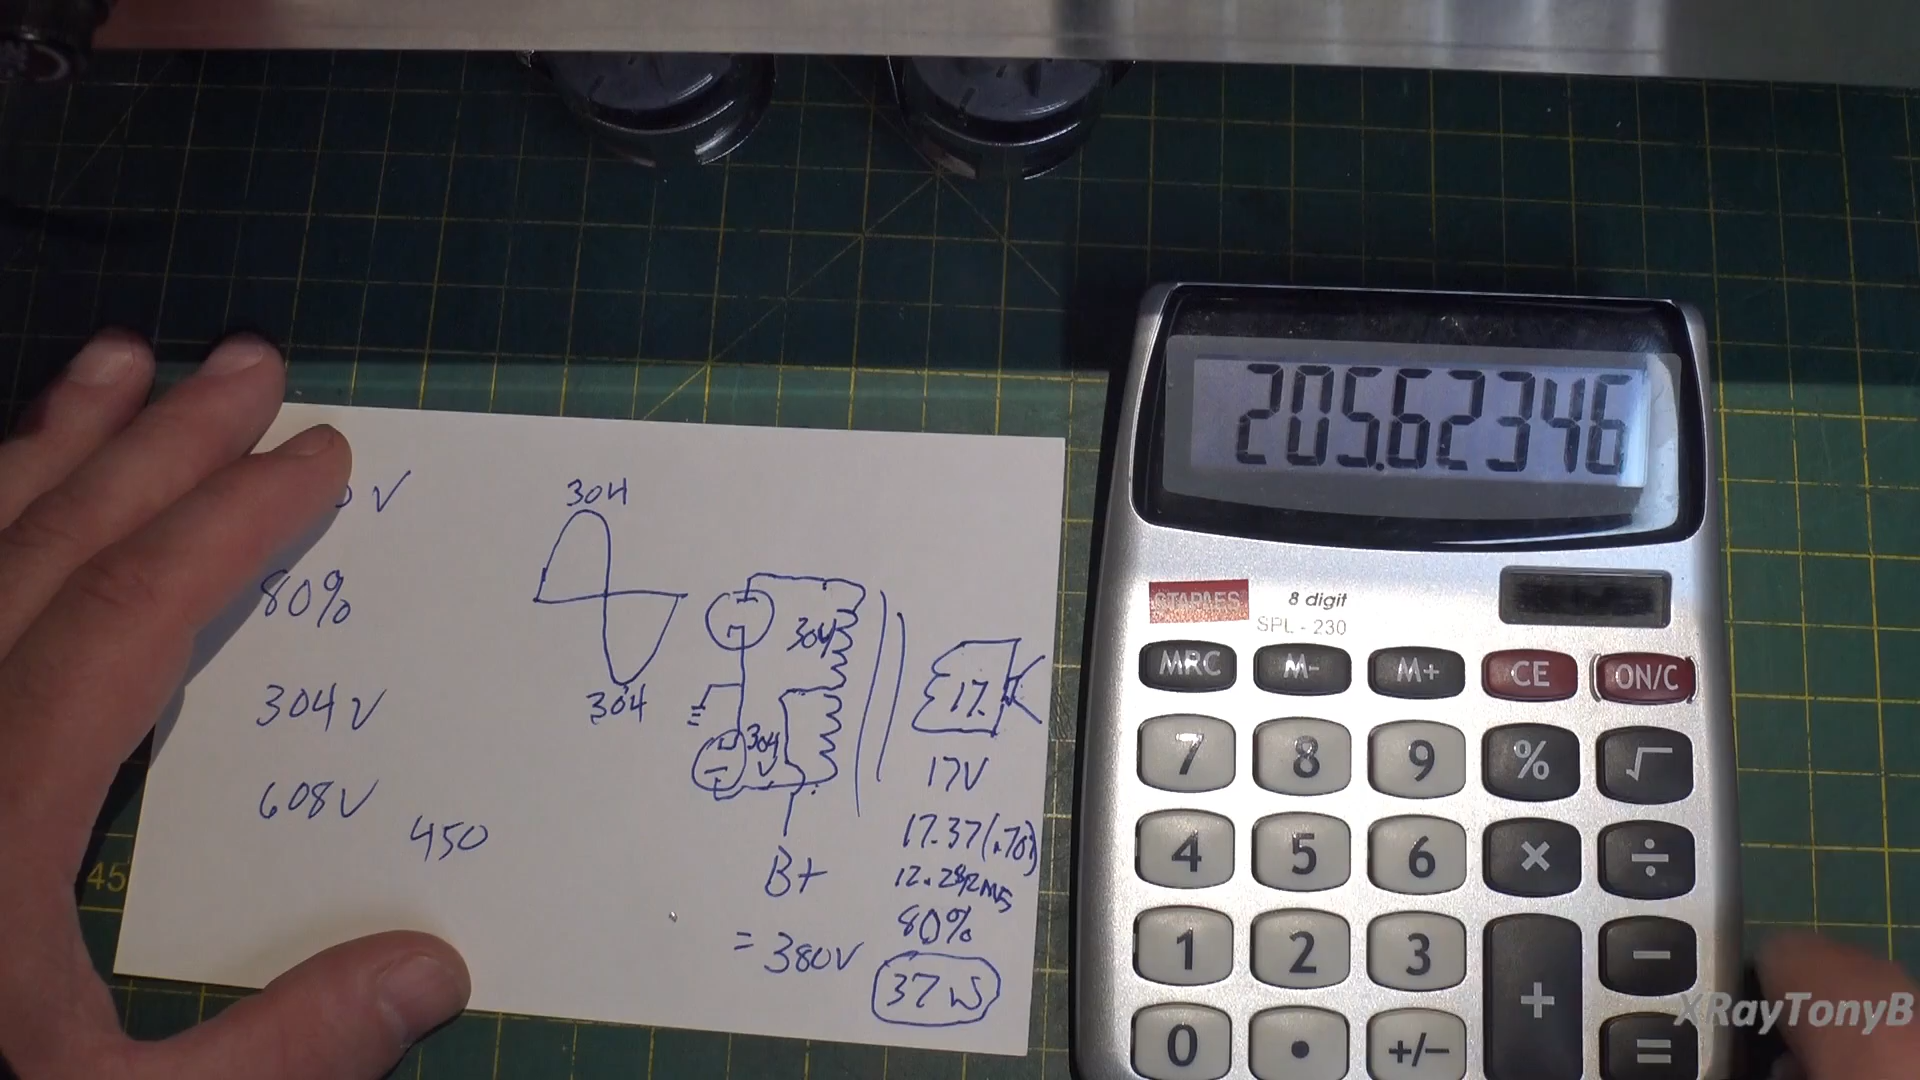 V
80%
304V
608V
450
304
304
304
304
V
B+
= 380V
17.
17V
17.37(.707)
12.28RMS
80%
37W
205.62346
STAPLES
8 digit
SPL - 230
MRC
M-
M+
CE
ON/C
7
8
9
%
√
4
5
6
×
÷
1
2
3
+
−
0
•
+/−
=
45
XRayTonyB